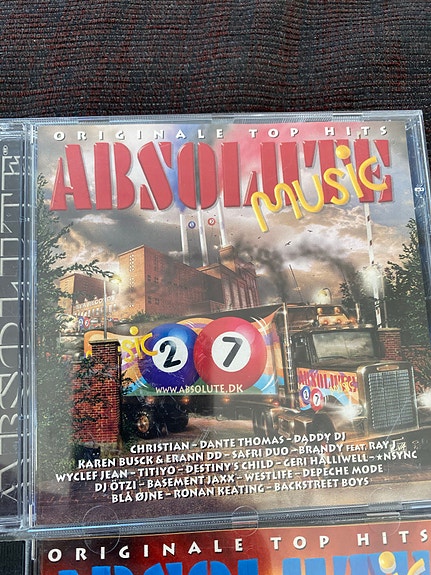 ORIGINALE TOP HITS
ABSOLUTE
music
ABSOLUTE
music
27
WWW.ABSOLUTE.DK
ABSOLUTE
CHRISTIAN – DANTE THOMAS – DADDY DJ
KAREN BUSCK & ERANN DD – SAFRI DUO – BRANDY FEAT. RAY J
WYCLEF JEAN – TITIYO – DESTINY'S CHILD – GERI HALLIWELL – *NSYNC
DJ ÖTZI – BASEMENT JAXX – WESTLIFE – DEPECHE MODE
BLÅ ØJNE – RONAN KEATING – BACKSTREET BOYS
ORIGINALE TOP HITS
ABSOLUTE